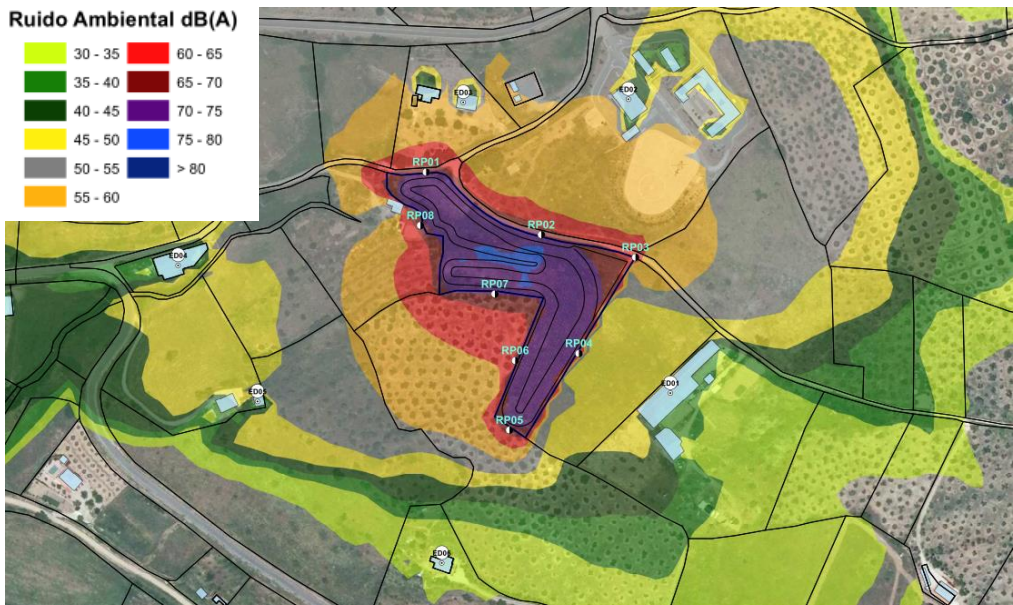 Ruido Ambiental dB(A)
30 - 35
60 - 65
35 - 40
65 - 70
40 - 45
70 - 75
45 - 50
75 - 80
50 - 55
> 80
55 - 60
ED03
ED02
RP01
RP08
RP02
RP03
ED04
RP07
RP04
RP06
ED01
ED05
RP05
ED06